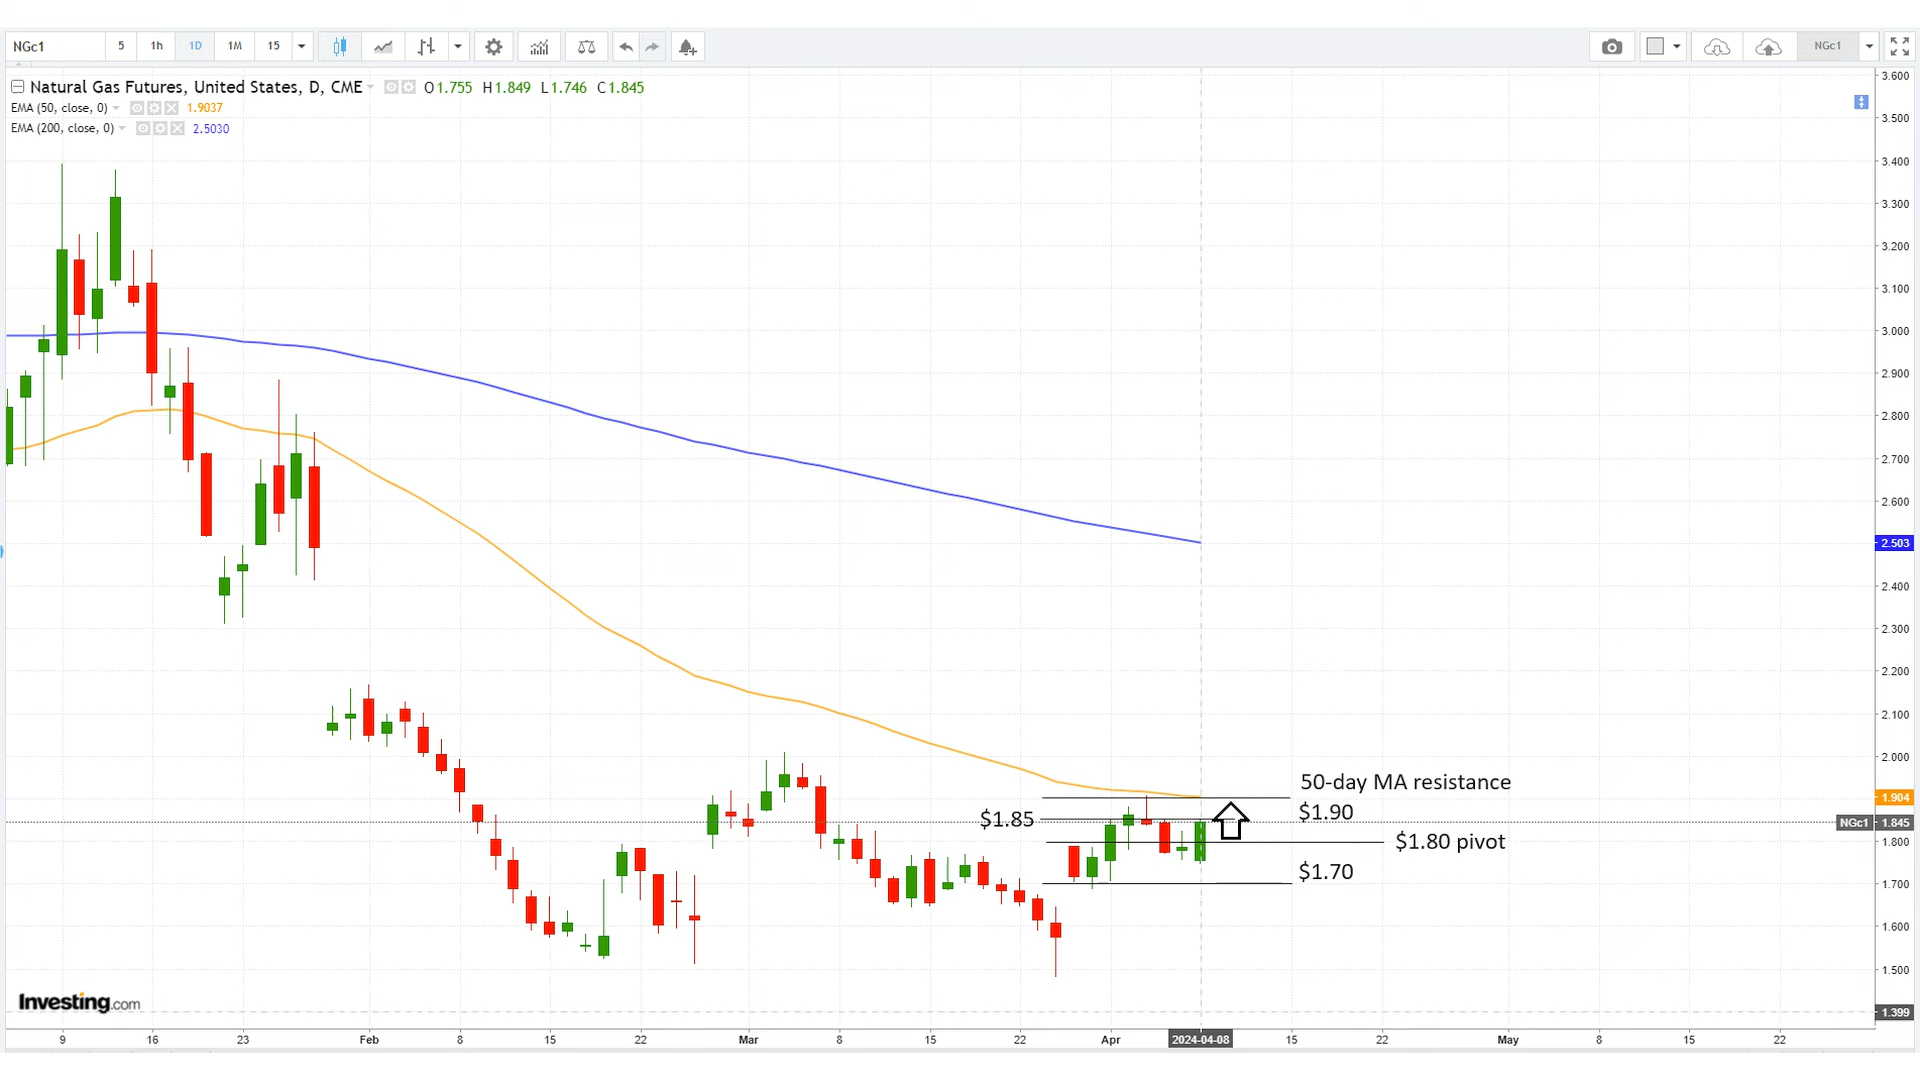 NGc1 5 1h 1D 1M 15 NGc1
Natural Gas Futures, United States, D, CME O1.755 H1.849 L1.746 C1.845
EMA (50, close, 0) 1.9037
EMA (200, close, 0) 2.5030
3.600
3.500
3.400
3.300
3.200
3.100
3.000
2.900
2.800
2.700
2.600
2.503
2.400
2.300
2.200
2.100
2.000
50-day MA resistance
1.904
$1.90
$1.85
NGc1 1.845
$1.80 pivot
1.800
$1.70
1.700
1.600
1.500
Investing.com
1.399
9 16 23 Feb 8 15 22 Mar 8 15 22 Apr 2024-04-08 15 22 May 8 15 22